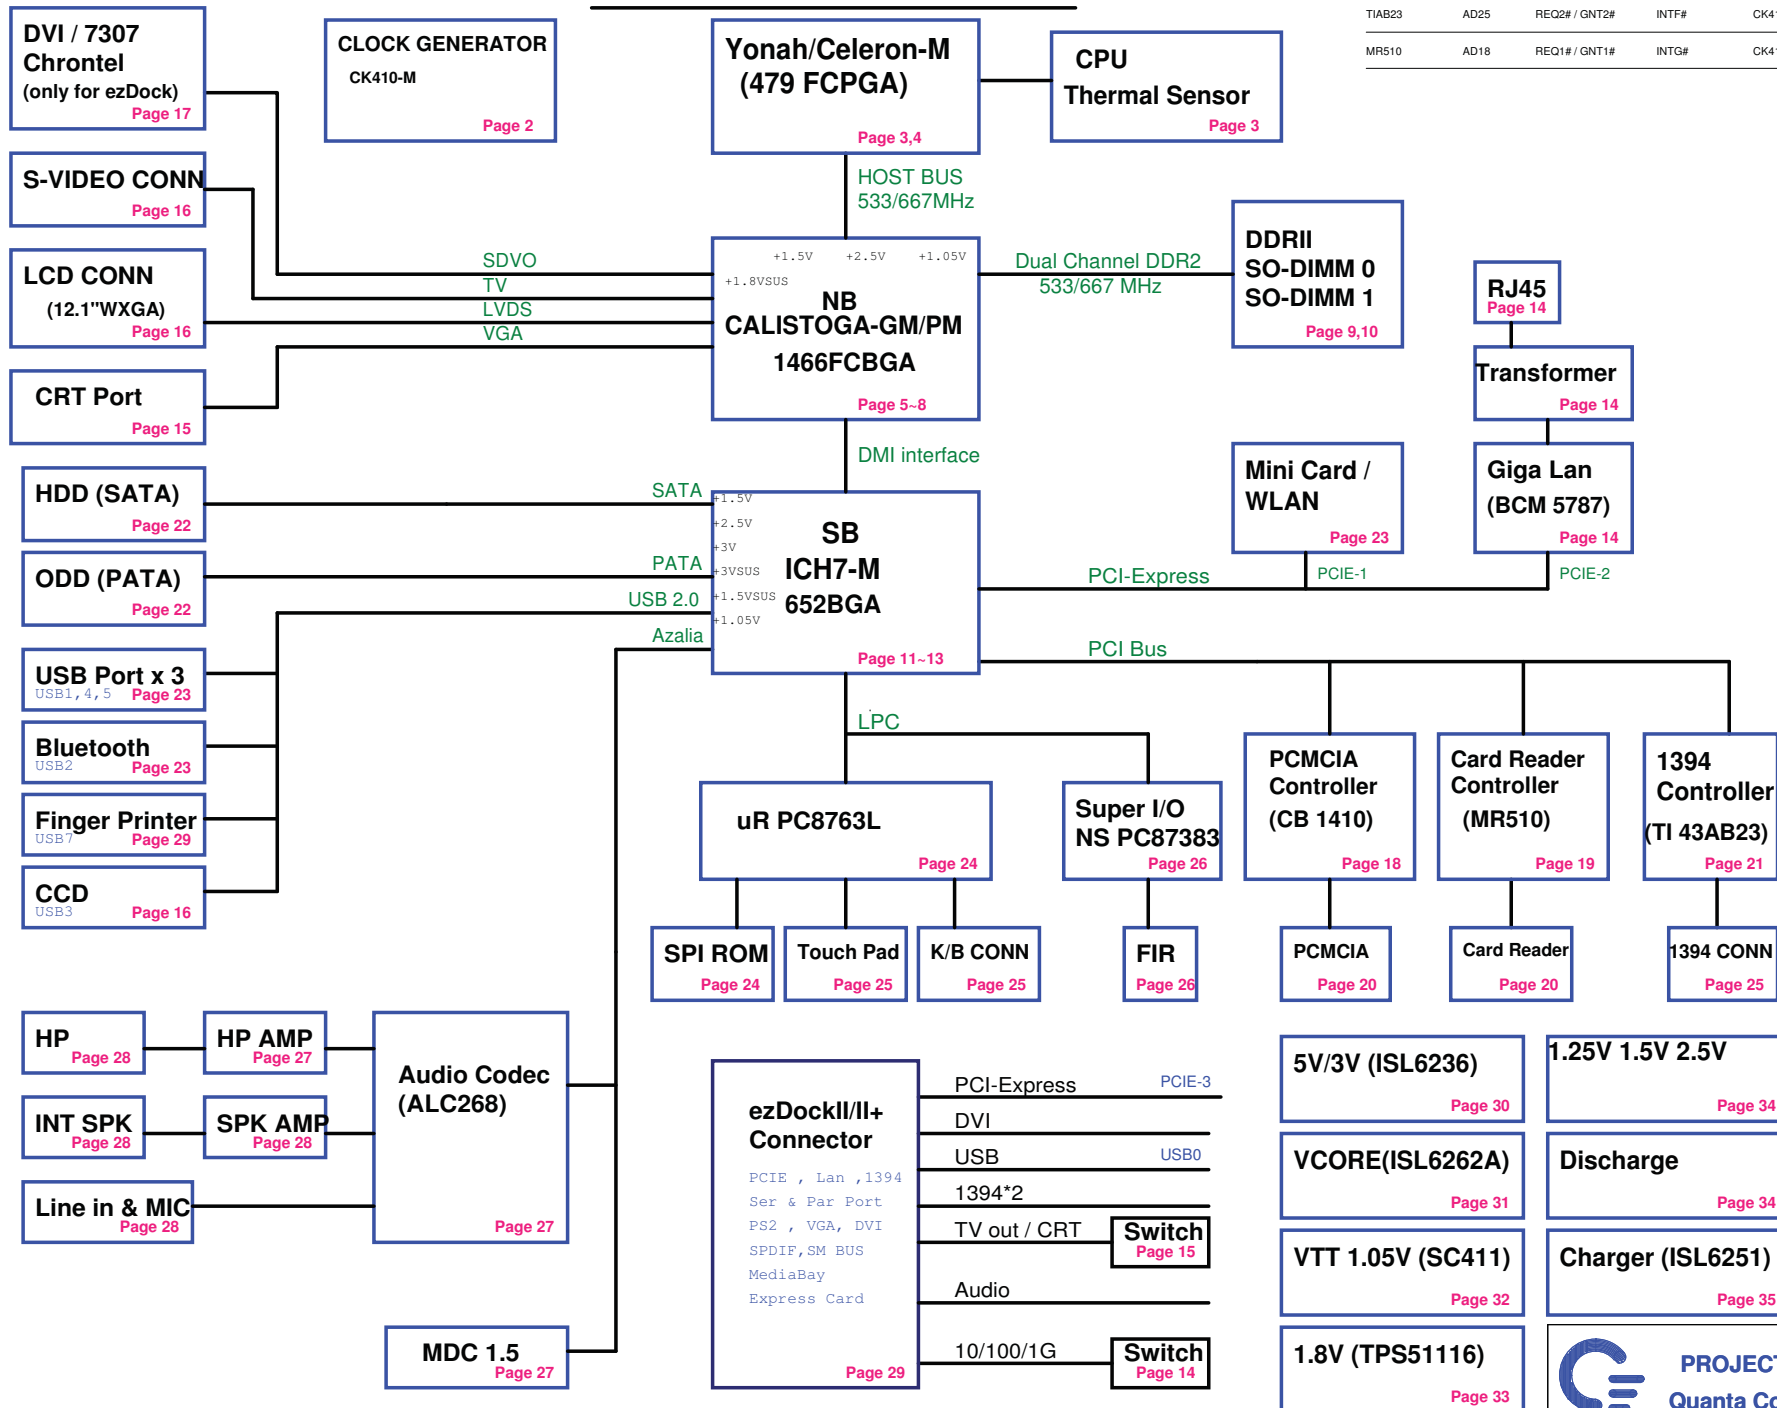 DVI / 7307
Chrontel
(only for ezDock)
Page 17
CLOCK GENERATOR
CK410-M
Page 2
Yonah/Celeron-M
(479 FCPGA)
Page 3,4
CPU
Thermal Sensor
Page 3
TIAB23 AD25 REQ2# / GNT2# INTF# CK4
MR510 AD18 REQ1# / GNT1# INTG# CK4
S-VIDEO CONN
Page 16
HOST BUS
533/667MHz
LCD CONN
(12.1"WXGA)
Page 16
CRT Port
Page 15
SDVO
TV
LVDS
VGA
+1.5V +2.5V +1.05V
+1.8VSUS
NB
CALISTOGA-GM/PM
1466FCBGA
Page 5~8
Dual Channel DDR2
533/667 MHz
DDRII
SO-DIMM 0
SO-DIMM 1
Page 9,10
RJ45
Page 14
Transformer
Page 14
Giga Lan
(BCM 5787)
Page 14
Mini Card /
WLAN
Page 23
DMI interface
HDD (SATA)
Page 22
ODD (PATA)
Page 22
SATA
PATA
USB 2.0
Azalia
+1.5V
+2.5V
+3V
+3VSUS
+1.5VSUS
+1.05V
SB
ICH7-M
652BGA
Page 11~13
PCI-Express
PCIE-1
PCIE-2
PCI Bus
USB Port x 3
USB1,4,5 Page 23
Bluetooth
USB2 Page 23
Finger Printer
USB7 Page 29
CCD
USB3 Page 16
LPC
uR PC8763L
Page 24
Super I/O
NS PC87383
Page 26
PCMCIA
Controller
(CB 1410)
Page 18
Card Reader
Controller
(MR510)
Page 19
1394
Controller
(TI 43AB23)
Page 21
SPI ROM
Page 24
Touch Pad
Page 25
K/B CONN
Page 25
FIR
Page 26
PCMCIA
Page 20
Card Reader
Page 20
1394 CONN
Page 25
HP
Page 28
HP AMP
Page 27
INT SPK
Page 28
SPK AMP
Page 28
Line in & MIC
Page 28
Audio Codec
(ALC268)
Page 27
MDC 1.5
Page 27
ezDockII/II+
Connector
PCIE , Lan ,1394
Ser & Par Port
PS2 , VGA, DVI
SPDIF,SM BUS
MediaBay
Express Card
Page 29
PCI-Express PCIE-3
DVI
USB USB0
1394*2
TV out / CRT
Switch
Page 15
Audio
10/100/1G
Switch
Page 14
5V/3V (ISL6236)
Page 30
1.25V 1.5V 2.5V
Page 34
VCORE(ISL6262A)
Page 31
Discharge
Page 34
VTT 1.05V (SC411)
Page 32
Charger (ISL6251)
Page 35
1.8V (TPS51116)
Page 33
PROJECT
Quanta Co